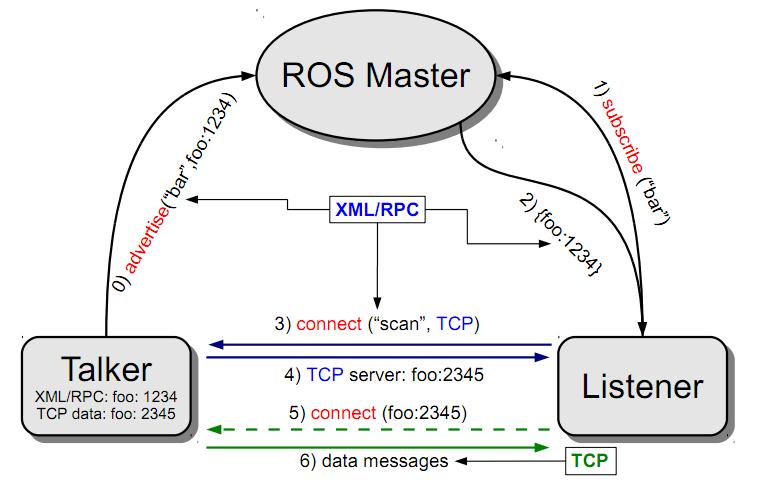 ROS Master
0) advertise("bar",foo:1234)
1) subscribe ("bar")
XML/RPC
2) {foo:1234}
3) connect ("scan", TCP)
Talker
XML/RPC: foo: 1234
TCP data: foo: 2345
4) TCP server: foo:2345
Listener
5) connect (foo:2345)
6) data messages
TCP